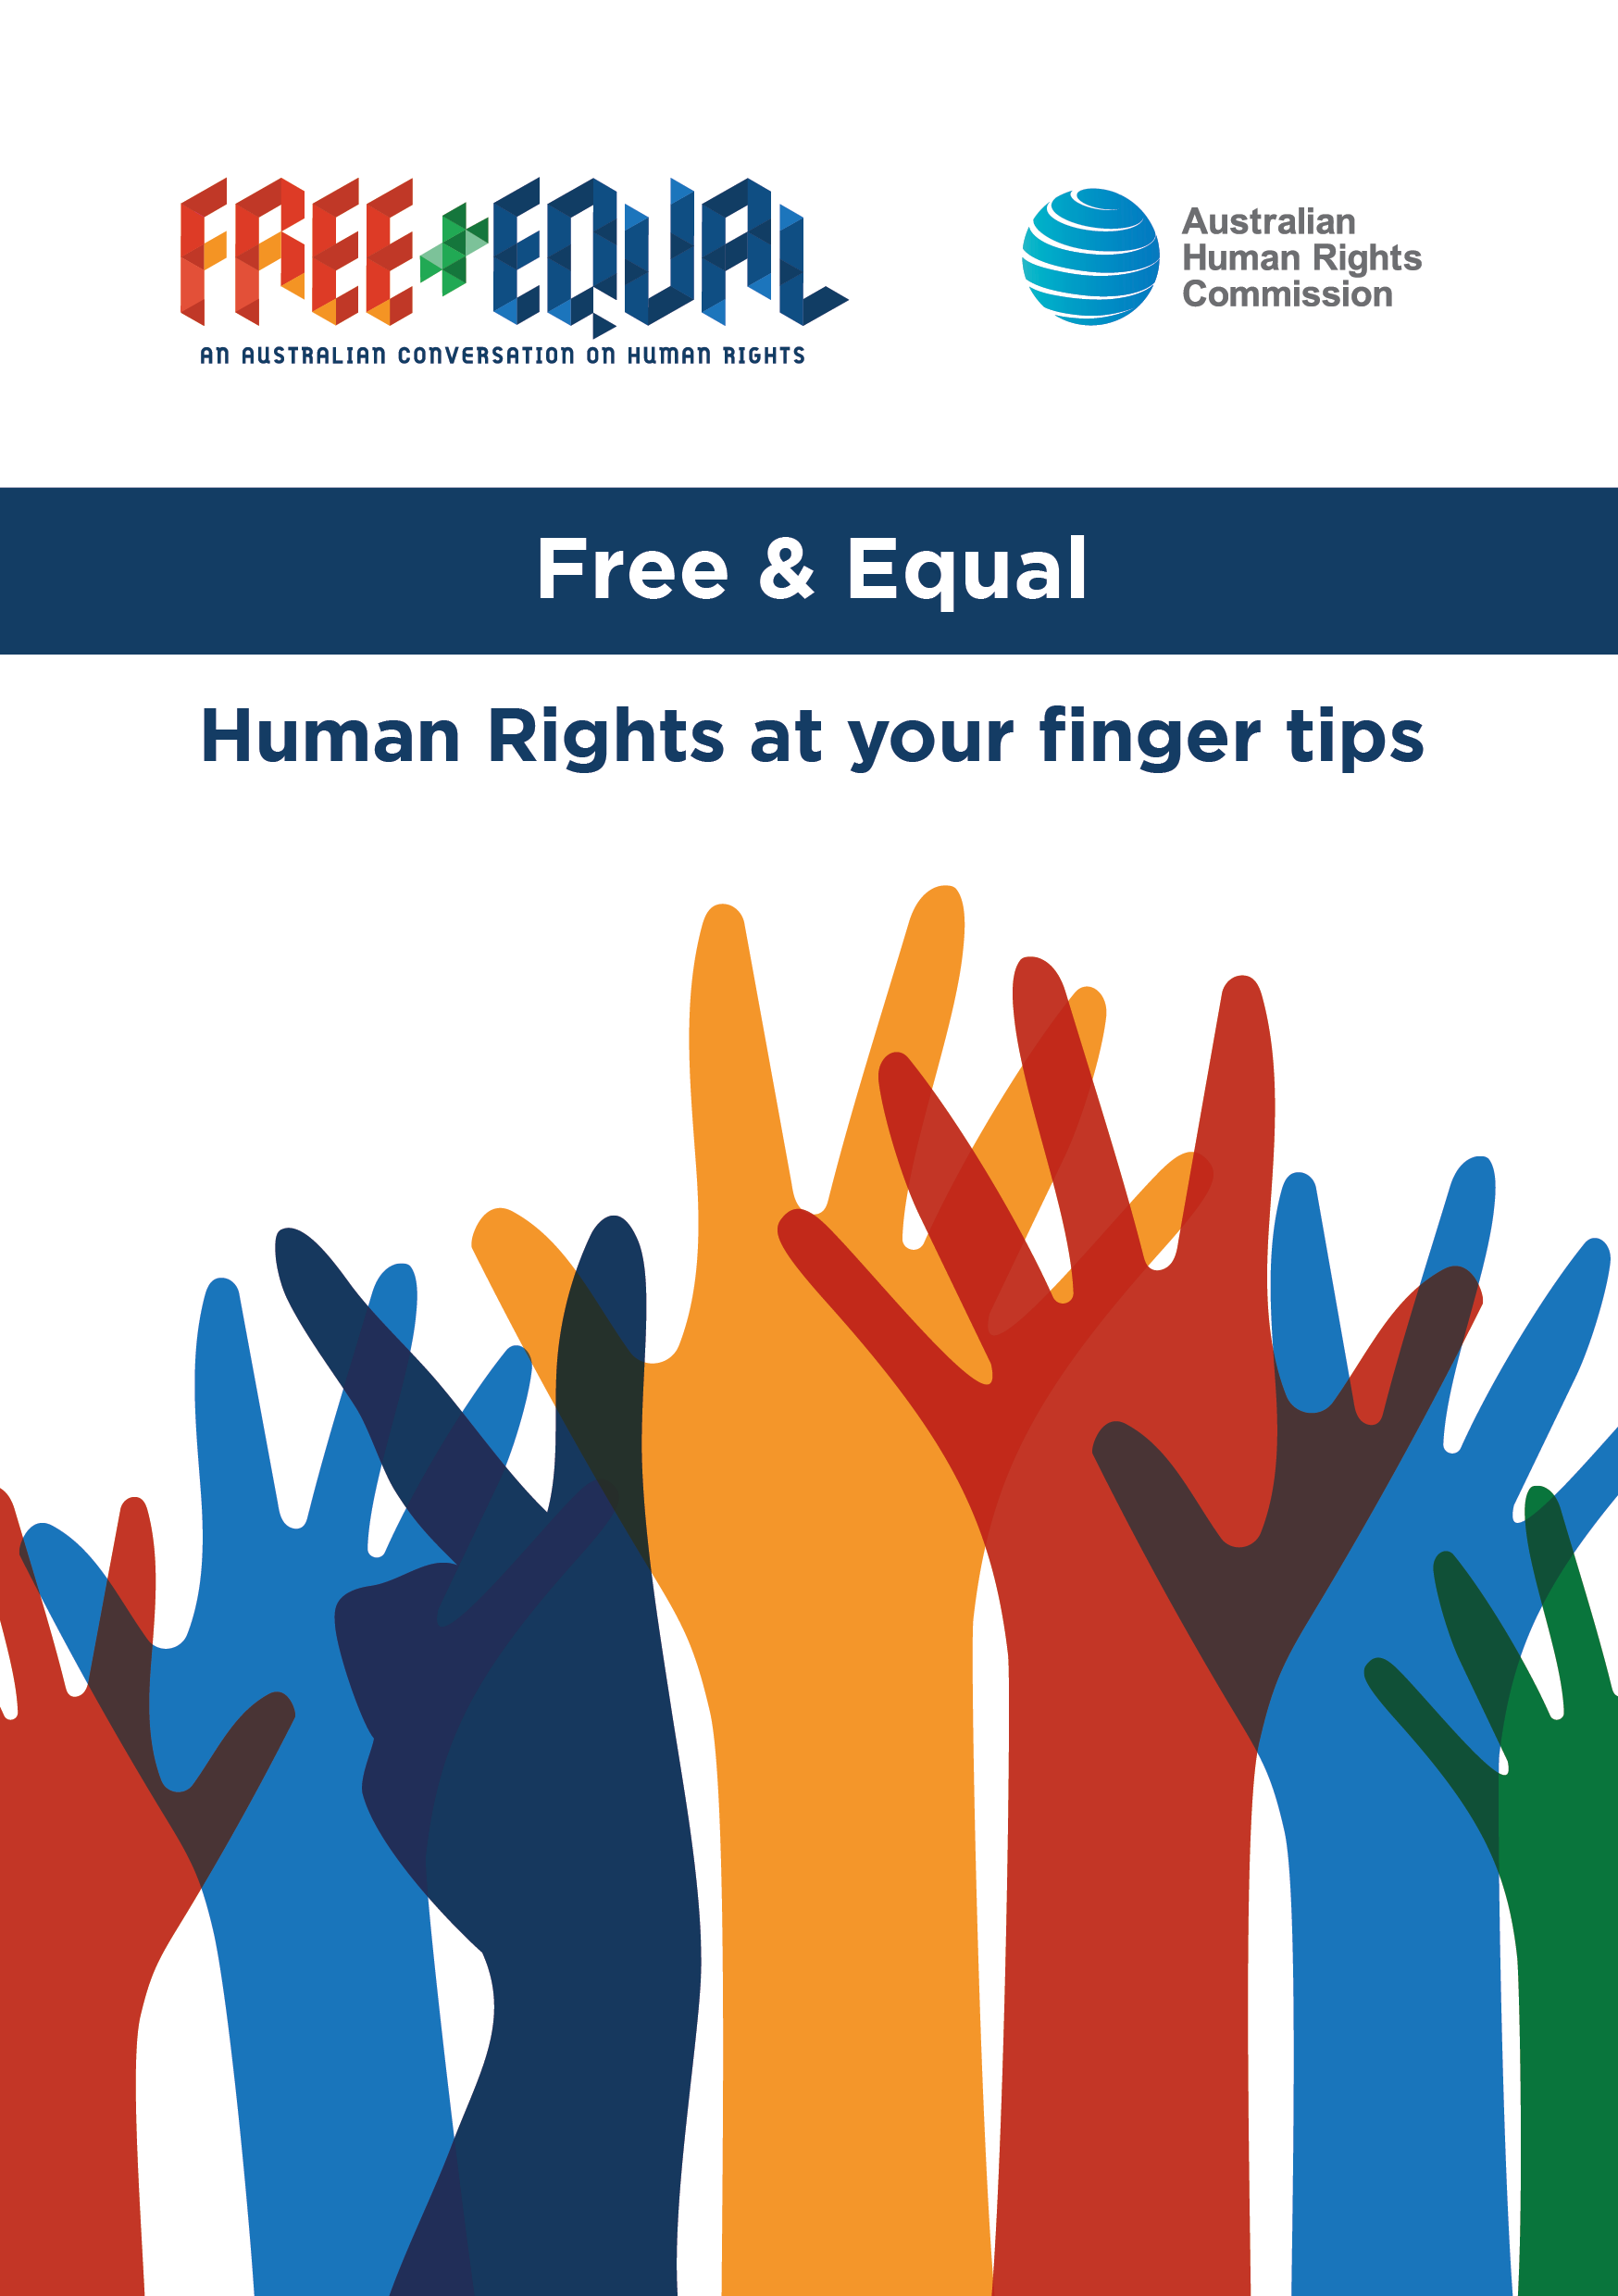 FREE+EQUAL
AN AUSTRALIAN CONVERSATION ON HUMAN RIGHTS
Australian
Human Rights
Commission
Free & Equal
Human Rights at your finger tips